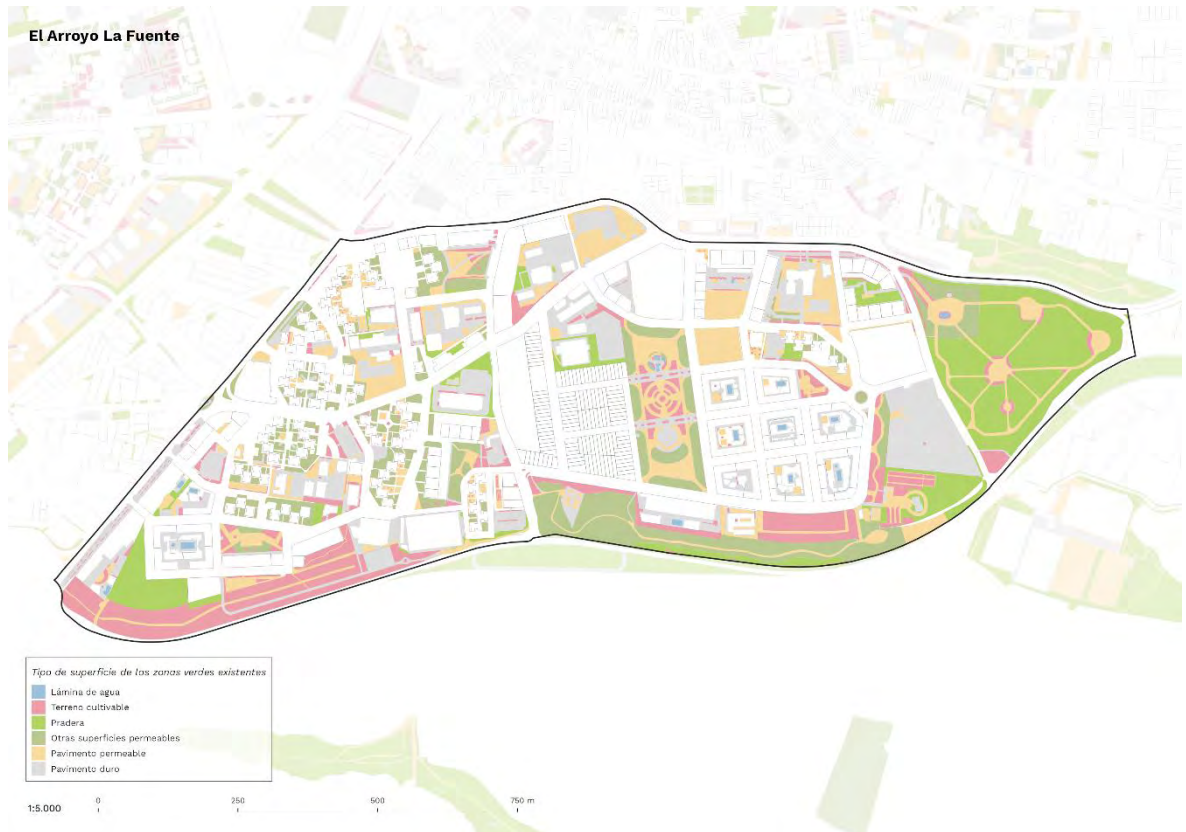 El Arroyo La Fuente
Tipo de superficie de las zonas verdes existentes
Lámina de agua
Terreno cultivable
Pradera
Otras superficies permeables
Pavimento permeable
Pavimento duro
1:5.000
0 250 500 750 m